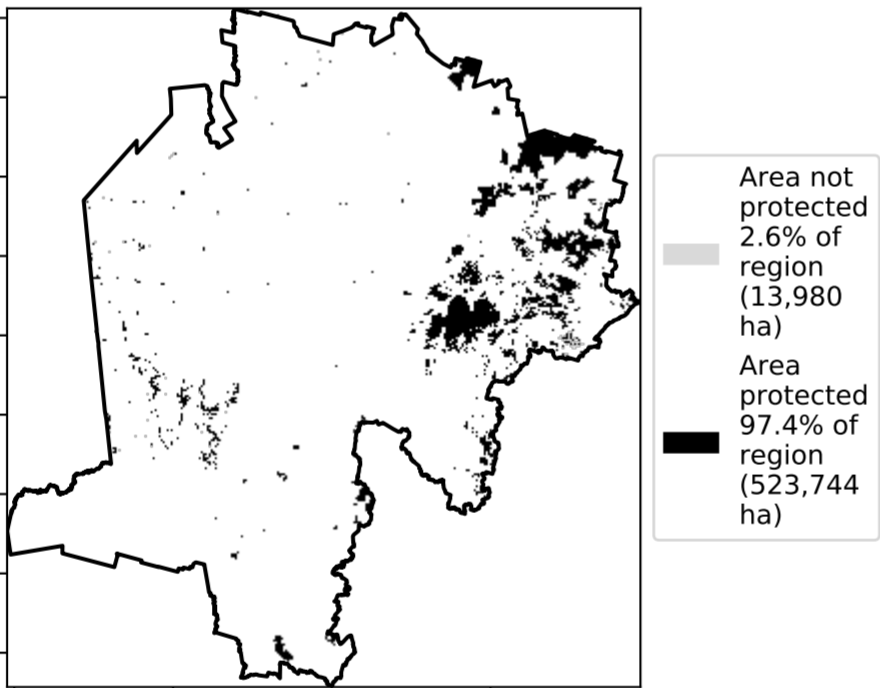 Area not
protected
2.6% of
region
(13,980
ha)
Area
protected
97.4% of
region
(523,744
ha)